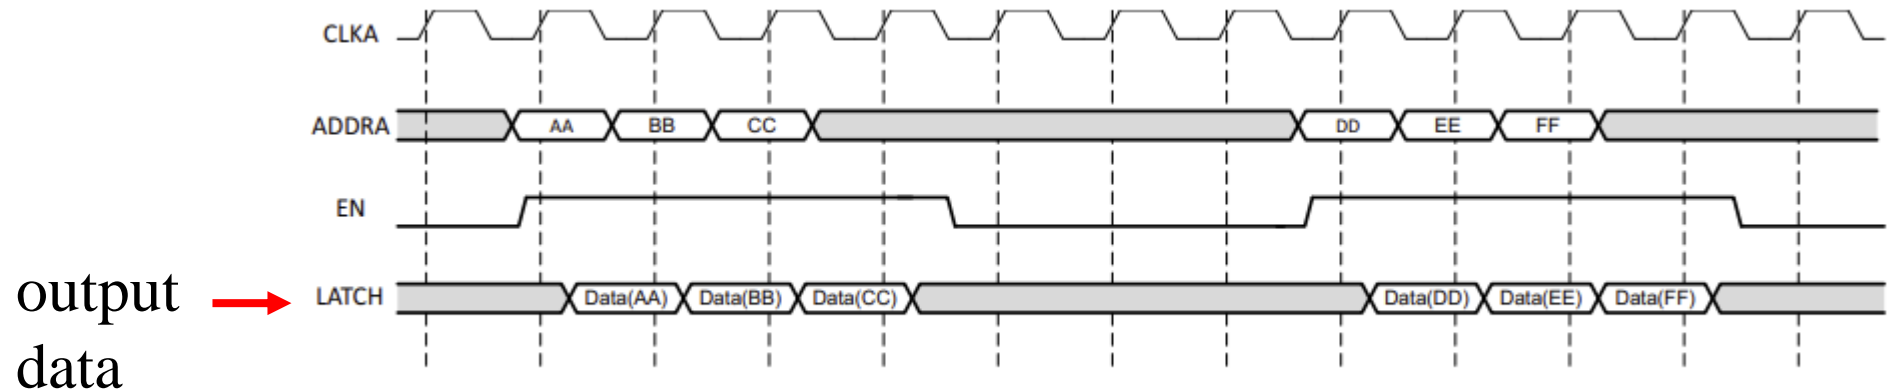 CLKA
ADDRA AA BB CC DD EE FF
EN
LATCH Data(AA) Data(BB) Data(CC) Data(DD) Data(EE) Data(FF)
output
data